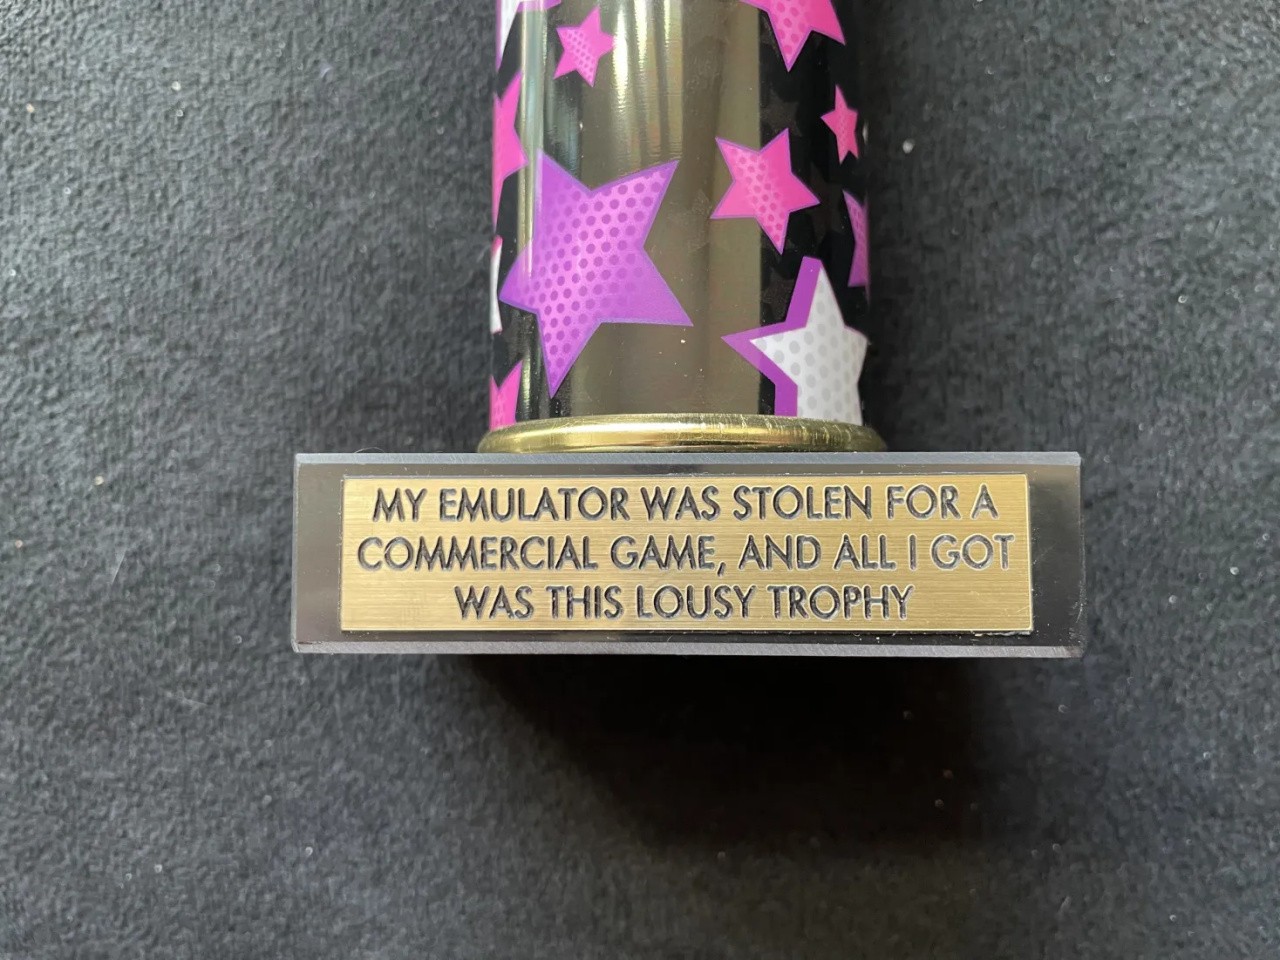 MY EMULATOR WAS STOLEN FOR A
COMMERCIAL GAME, AND ALL I GOT
WAS THIS LOUSY TROPHY